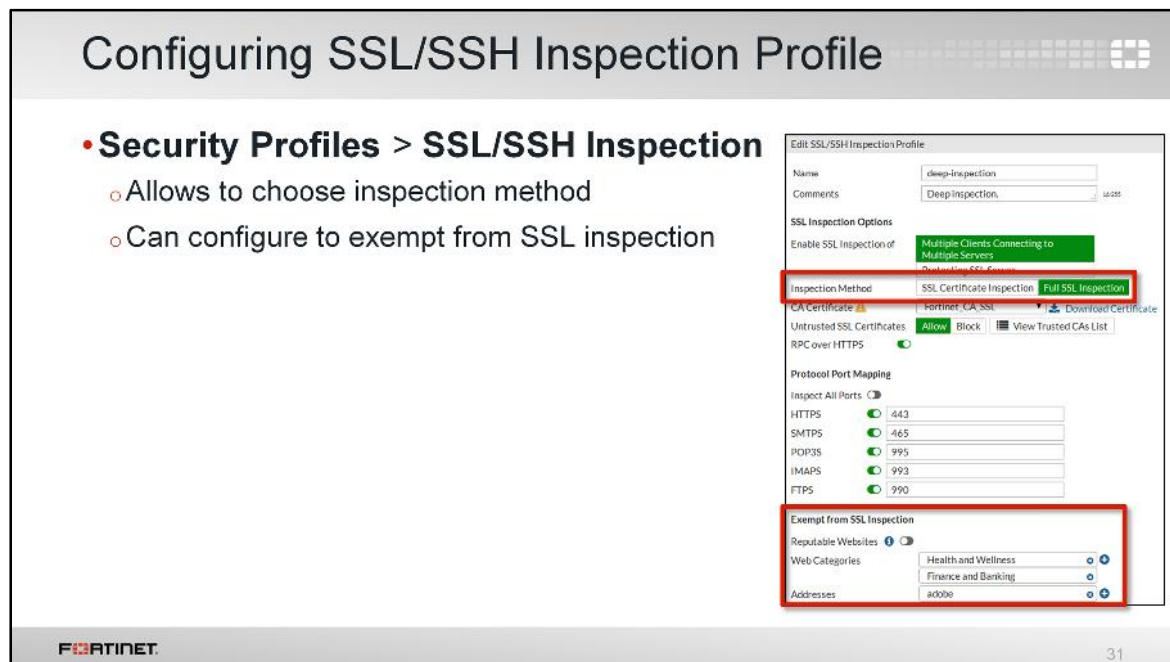 Configuring SSL/SSH Inspection Profile
•Security Profiles > SSL/SSH Inspection
o Allows to choose inspection method
o Can configure to exempt from SSL inspection
Edit SSL/SSH Inspection Profile
Name deep-inspection
Comments Deep inspection.
SSL Inspection Options
Enable SSL Inspection of Multiple Clients Connecting to
Multiple Servers
Protecting SSL Server
Inspection Method SSL Certificate Inspection Full SSL Inspection
CA Certificate Fortinet_CA_SSL Download Certificate
Untrusted SSL Certificates Allow Block View Trusted CAs List
RPC over HTTPS
Protocol Port Mapping
Inspect All Ports
HTTPS 443
SMTPS 465
POP3S 995
IMAPS 993
FTPS 990
Exempt from SSL Inspection
Reputable Websites
Web Categories Health and Wellness
Finance and Banking
Addresses adobe
FORTINET.
31